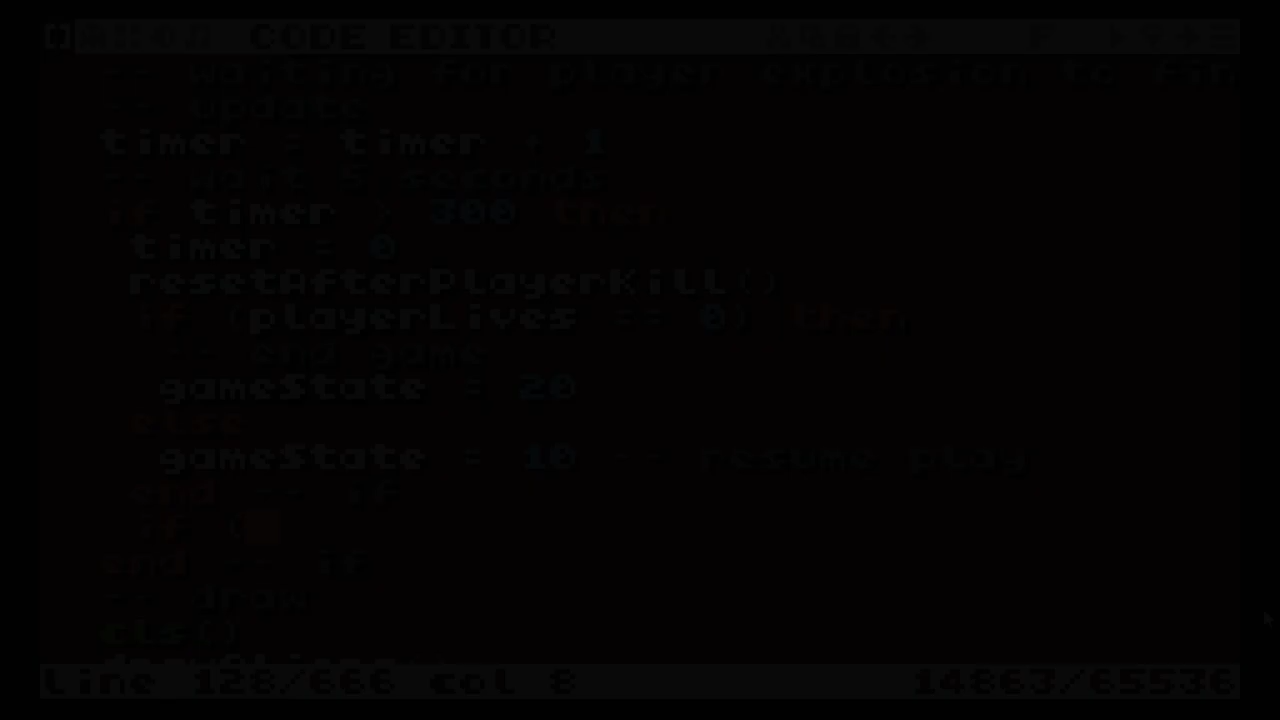 CODE EDITOR
-- waiting for player explosion to fin
-- update
timer = timer + 1
-- wait 5 seconds
if timer > 300 then
timer = 0
resetAfterPlayerKill()
if (playerLives == 0) then
-- end game
gameState = 20
else
gameState = 10 -- resume play
end -- if
if (
end -- if
-- draw
cls()
line 128/666 col 8 14863/65536